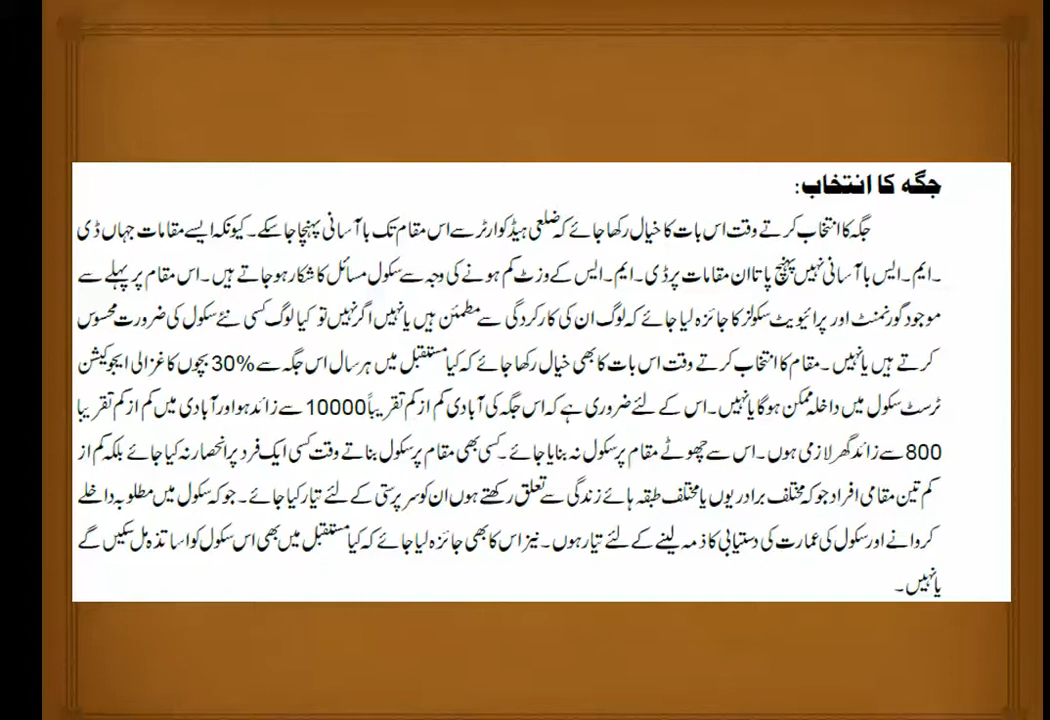 جگہ کا انتخاب:
جگہ کا انتخاب کرتے وقت اس بات کا خیال رکھا جائے کہ ضلعی ہیڈکوارٹر سے اس مقام تک باآسانی پہنچا جاسکے۔ کیونکہ ایسے مقامات جہاں ڈی
۔ایم۔ایس باآسانی نہیں پہنچ پاتا ان مقامات پر ڈی۔ایم۔ایس کے وزٹ کم ہونے کی وجہ سے سکول مسائل کا شکار ہو جاتے ہیں۔ اس مقام پر پہلے سے
موجود گورنمنٹ اور پرائیویٹ سکولز کا جائزہ لیا جائے کہ لوگ ان کی کارکردگی سے مطمئن ہیں یا نہیں اگر نہیں تو کیا لوگ کسی نئے سکول کی ضرورت محسوس
کرتے ہیں یا نہیں۔ مقام کا انتخاب کرتے وقت اس بات کا بھی خیال رکھا جائے کہ کیا مستقبل میں ہر سال اس جگہ سے %30 بچوں کا غزالی ایجوکیشن
ٹرسٹ سکول میں داخلہ ممکن ہوگا یا نہیں۔ اس کے لئے ضروری ہے کہ اس جگہ کی آبادی کم از کم تقریباً 10000 سے زائد ہو اور آبادی میں کم از کم تقریبا
800 سے زائد گھر لازمی ہوں۔ اس سے چھوٹے مقام پر سکول نہ بنایا جائے۔ کسی بھی مقام پر سکول بناتے وقت کسی ایک فرد پر انحصار نہ کیا جائے بلکہ کم از
کم تین مقامی افراد جو کہ مختلف برادریوں یا مختلف طبقہ ہائے زندگی سے تعلق رکھتے ہوں ان کو سرپرستی کے لئے تیار کیا جائے۔ جو کہ سکول میں مطلوبہ داخلے
کروانے اور سکول کی عمارت کی دستیابی کا ذمہ لینے کے لئے تیار ہوں۔ نیز اس کا بھی جائزہ لیا جائے کہ کیا مستقبل میں بھی اس سکول کو اساتذہ مل سکیں گے
یا نہیں۔